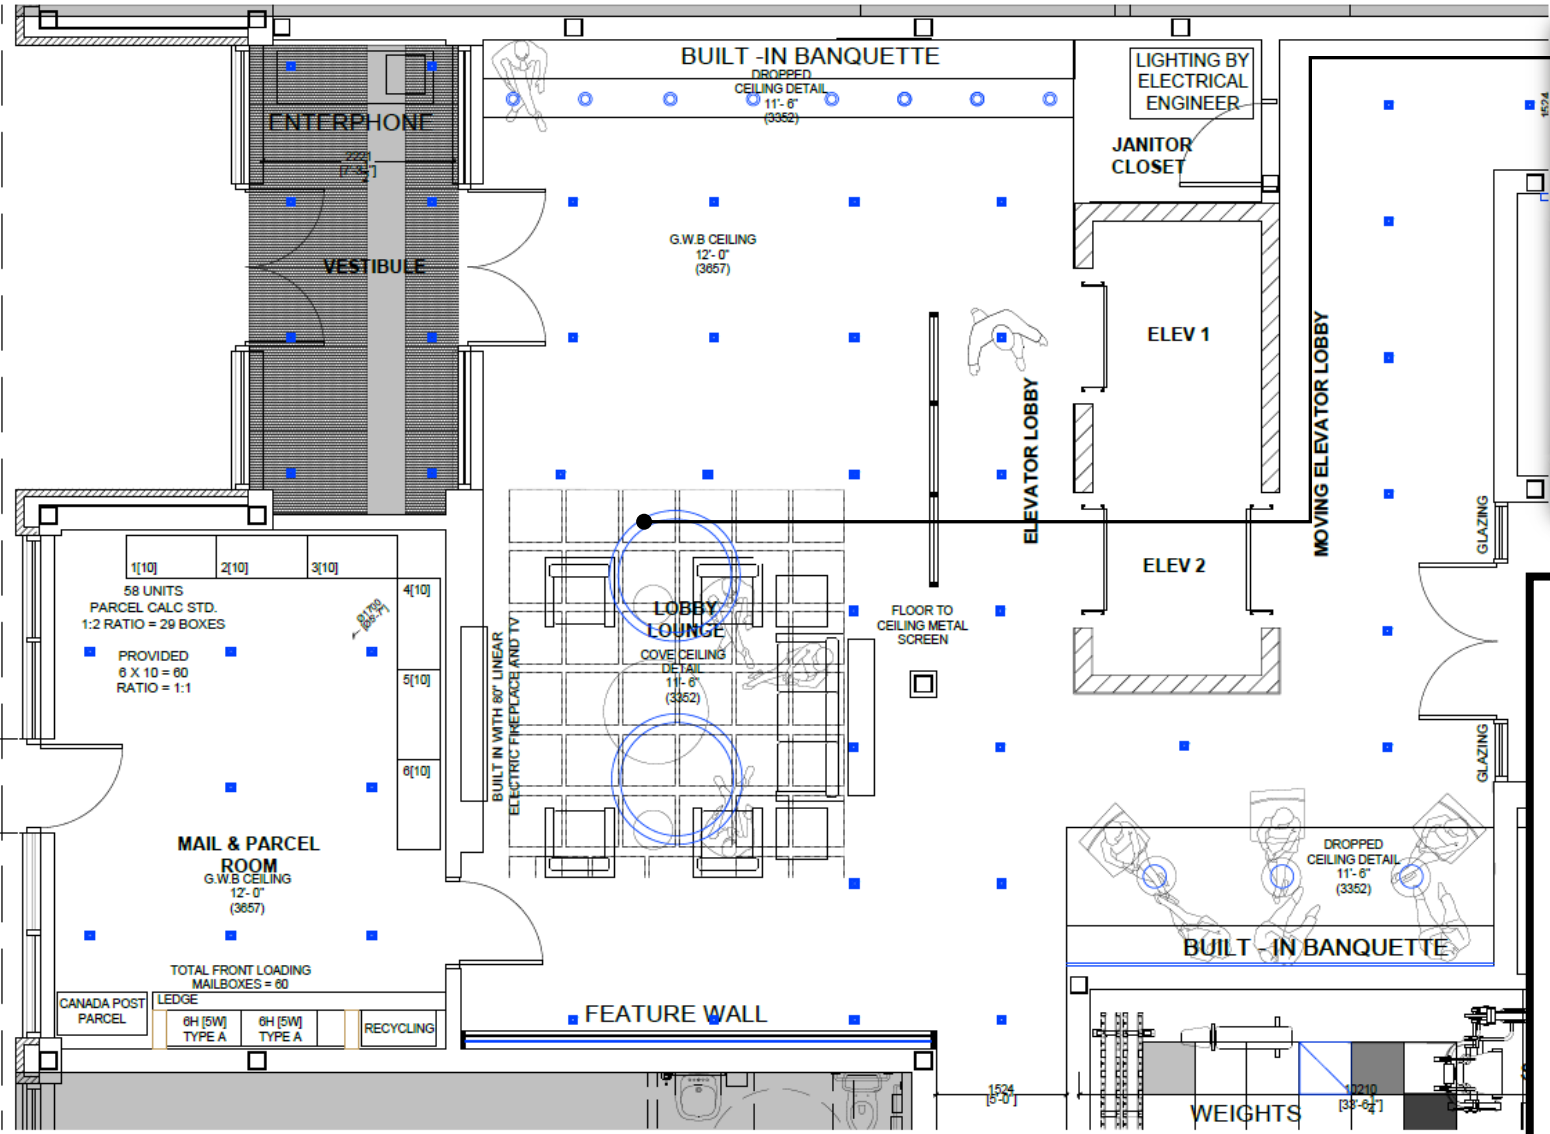 BUILT -IN BANQUETTE
DROPPED
CEILING DETAIL
11'- 6"
(3352)
LIGHTING BY
ELECTRICAL
ENGINEER
1524
ENTERPHONE
2221
JANITOR
CLOSET
G.W.B CEILING
12'- 0"
(3657)
VESTIBULE
ELEV 1
MOVING ELEVATOR LOBBY
ELEVATOR LOBBY
GLAZING
1[10]
2[10]
3[10]
4[10]
58 UNITS
PARCEL CALC STD.
1:2 RATIO = 29 BOXES
PROVIDED
6 X 10 = 60
RATIO = 1:1
Ø1700
ELEV 2
LOBBY
LOUNGE
COVE CEILING
DETAIL
11'- 6"
(3352)
FLOOR TO
CEILING METAL
SCREEN
5[10]
BUILT IN WITH 80" LINEAR
ELECTRIC FIREPLACE AND TV
6[10]
GLAZING
MAIL & PARCEL
ROOM
G.W.B CEILING
12'- 0"
(3657)
DROPPED
CEILING DETAIL
11'- 6"
(3352)
BUILT - IN BANQUETTE
TOTAL FRONT LOADING
MAILBOXES = 60
CANADA POST
PARCEL
LEDGE
6H [5W]
TYPE A
6H [5W]
TYPE A
RECYCLING
FEATURE WALL
1524
[5'-0"]
10210
WEIGHTS